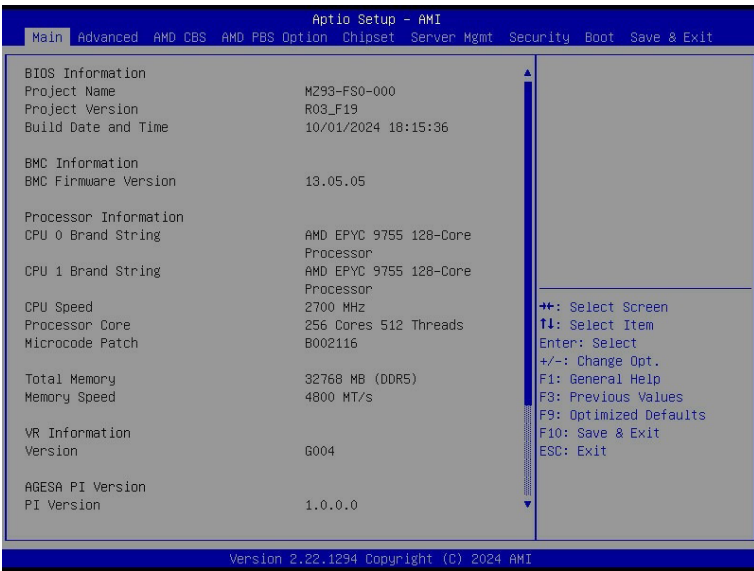 Aptio Setup – AMI
Main Advanced AMD CBS AMD PBS Option Chipset Server Mgmt Security Boot Save & Exit
BIOS Information
Project Name MZ93-FS0-000
Project Version R03_F19
Build Date and Time 10/01/2024 18:15:36
BMC Information
BMC Firmware Version 13.05.05
Processor Information
CPU 0 Brand String AMD EPYC 9755 128-Core
Processor
CPU 1 Brand String AMD EPYC 9755 128-Core
Processor
CPU Speed 2700 MHz
Processor Core 256 Cores 512 Threads
Microcode Patch B002116
Total Memory 32768 MB (DDR5)
Memory Speed 4800 MT/s
VR Information
Version G004
AGESA PI Version
PI Version 1.0.0.0
→←: Select Screen
↑↓: Select Item
Enter: Select
+/-: Change Opt.
F1: General Help
F3: Previous Values
F9: Optimized Defaults
F10: Save & Exit
ESC: Exit
Version 2.22.1294 Copyright (C) 2024 AMI